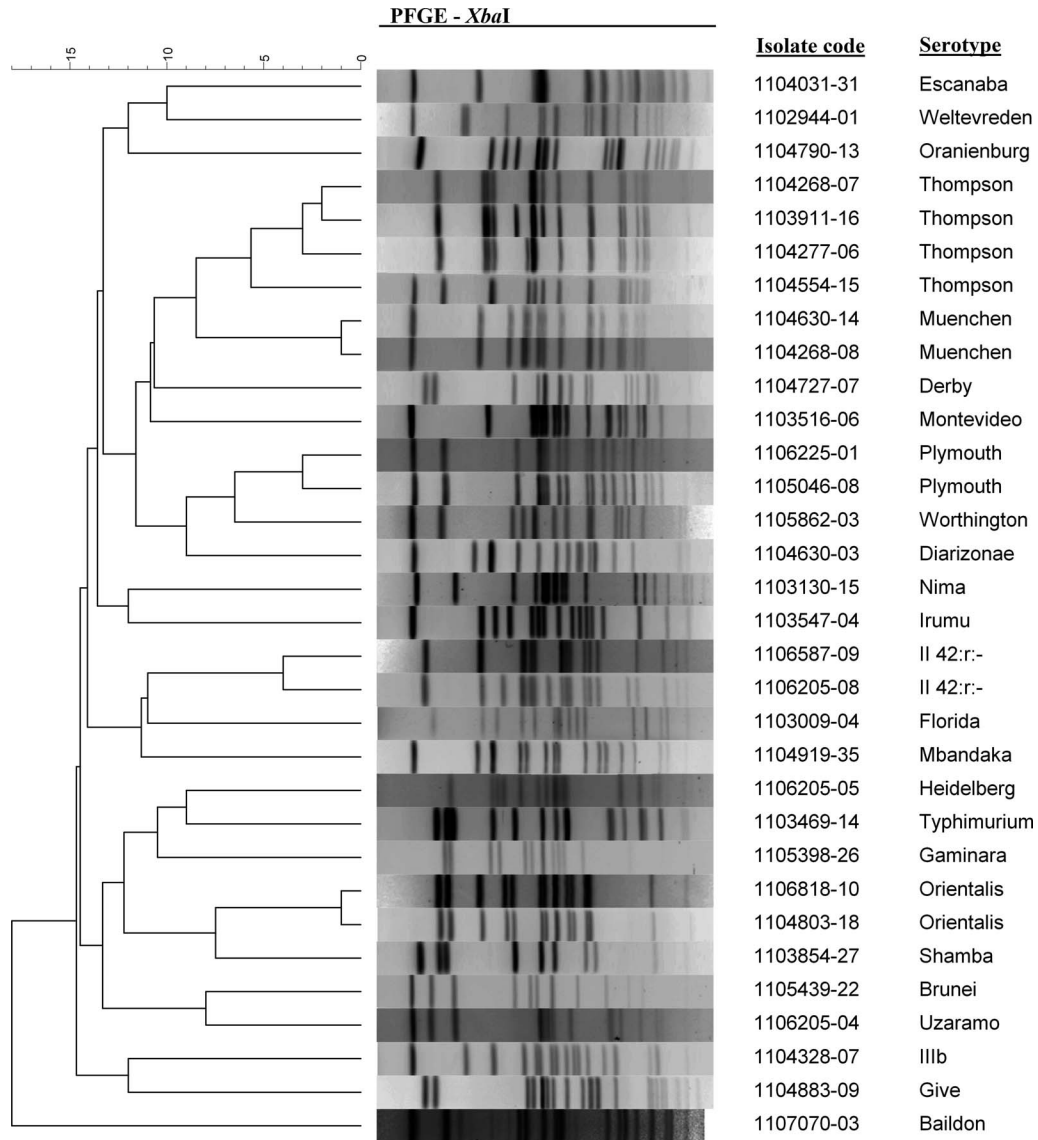 PFGE - XbaI
15 10 5 0
Isolate code Serotype
1104031-31 Escanaba
1102944-01 Weltevreden
1104790-13 Oranienburg
1104268-07 Thompson
1103911-16 Thompson
1104277-06 Thompson
1104554-15 Thompson
1104630-14 Muenchen
1104268-08 Muenchen
1104727-07 Derby
1103516-06 Montevideo
1106225-01 Plymouth
1105046-08 Plymouth
1105862-03 Worthington
1104630-03 Diarizonae
1103130-15 Nima
1103547-04 Irumu
1106587-09 II 42:r:-
1106205-08 II 42:r:-
1103009-04 Florida
1104919-35 Mbandaka
1106205-05 Heidelberg
1103469-14 Typhimurium
1105398-26 Gaminara
1106818-10 Orientalis
1104803-18 Orientalis
1103854-27 Shamba
1105439-22 Brunei
1106205-04 Uzaramo
1104328-07 IIIb
1104883-09 Give
1107070-03 Baildon